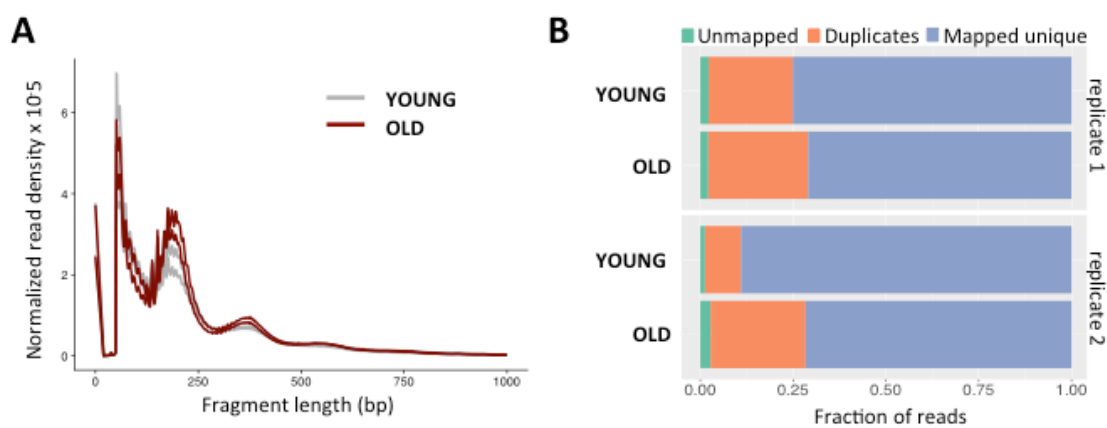 A
Normalized read density x 10-5
6
4
2
0
YOUNG
OLD
0
250
500
750
1000
Fragment length (bp)
B
Unmapped Duplicates Mapped unique
YOUNG
OLD
replicate 1
YOUNG
OLD
replicate 2
0.00
0.25
0.50
0.75
1.00
Fraction of reads